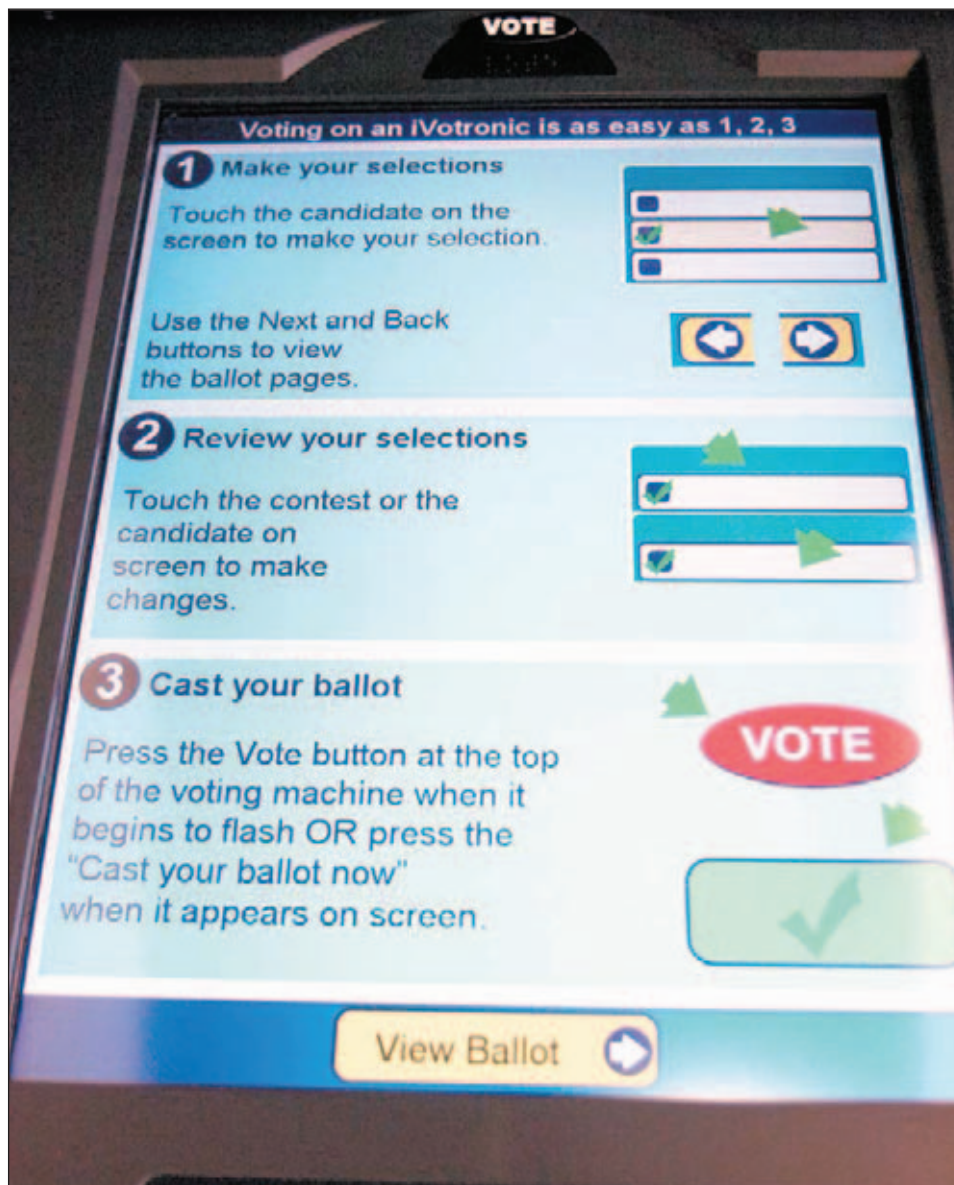 VOTE
Voting on an iVotronic is as easy as 1, 2, 3
1 Make your selections
Touch the candidate on the
screen to make your selection.
Use the Next and Back
buttons to view
the ballot pages.
2 Review your selections
Touch the contest or the
candidate on
screen to make
changes.
3 Cast your ballot
Press the Vote button at the top
of the voting machine when it
begins to flash OR press the
"Cast your ballot now"
when it appears on screen.
VOTE
View Ballot